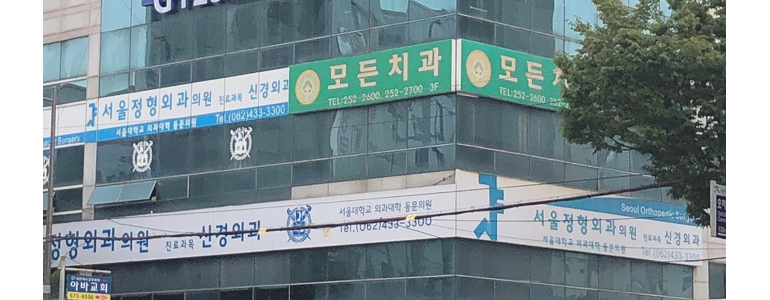 모든치과
TEL:252-2600, 252-2700 3F
모든
TEL:252-2600
서울정형외과의원 진료과목 신경외과
서울대학교 의과대학 동문의원 Tel.(062)433-3300
정형외과의원 진료과목 신경외과
서울대학교 의과대학 동문의원
Tel.(062)433-3300
Seoul Orthopedic
서울정형외과의원 진료과목 신경외과
서울대학교 의과대학 동문의원 Tel.(062)433-3300
아바교회